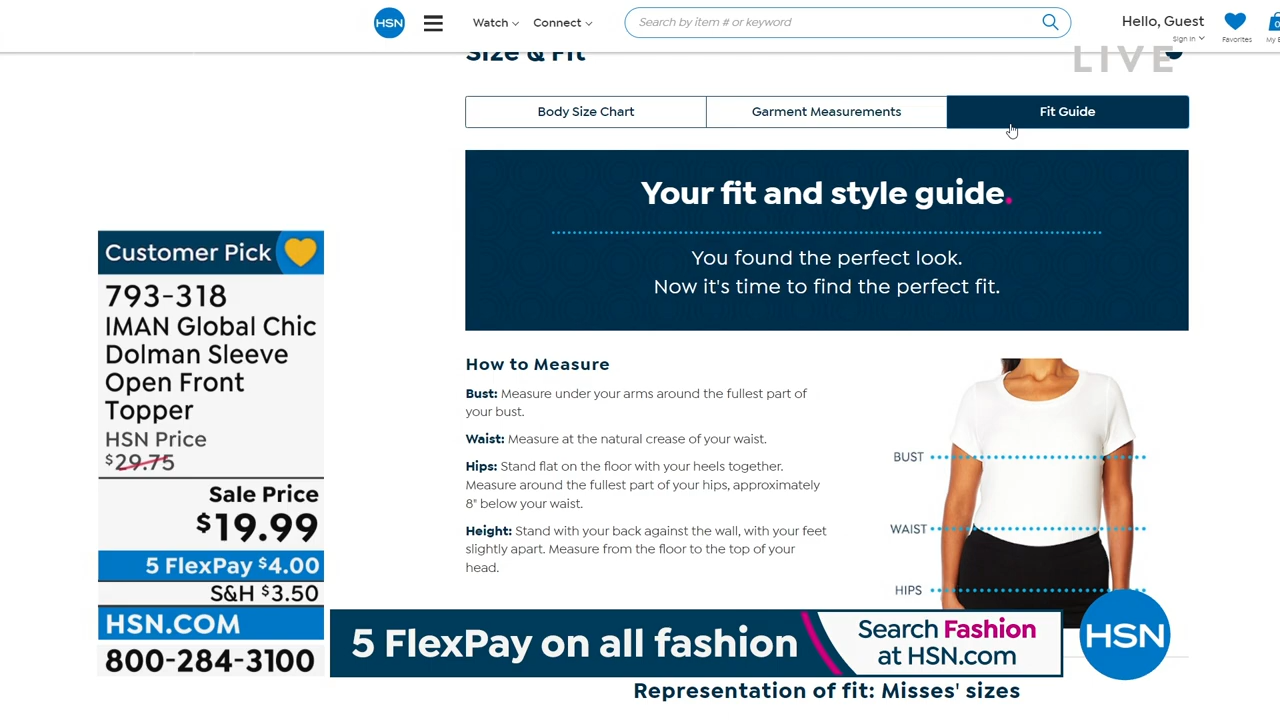 HSN
Watch
Connect
Search by item # or keyword
Hello, Guest
Sign In
Favorites
0
My
Size & Fit
LIVE
Body Size Chart
Garment Measurements
Fit Guide
Your fit and style guide.
You found the perfect look.
Now it's time to find the perfect fit.
Customer Pick
793-318
IMAN Global Chic
Dolman Sleeve
Open Front
Topper
HSN Price
$29.75
Sale Price
$19.99
5 FlexPay $4.00
S&H $3.50
HSN.COM
800-284-3100
How to Measure
Bust: Measure under your arms around the fullest part of
your bust.
Waist: Measure at the natural crease of your waist.
Hips: Stand flat on the floor with your heels together.
Measure around the fullest part of your hips, approximately
8" below your waist.
Height: Stand with your back against the wall, with your feet
slightly apart. Measure from the floor to the top of your
head.
BUST
WAIST
HIPS
5 FlexPay on all fashion
Search Fashion
at HSN.com
HSN
Representation of fit: Misses' sizes